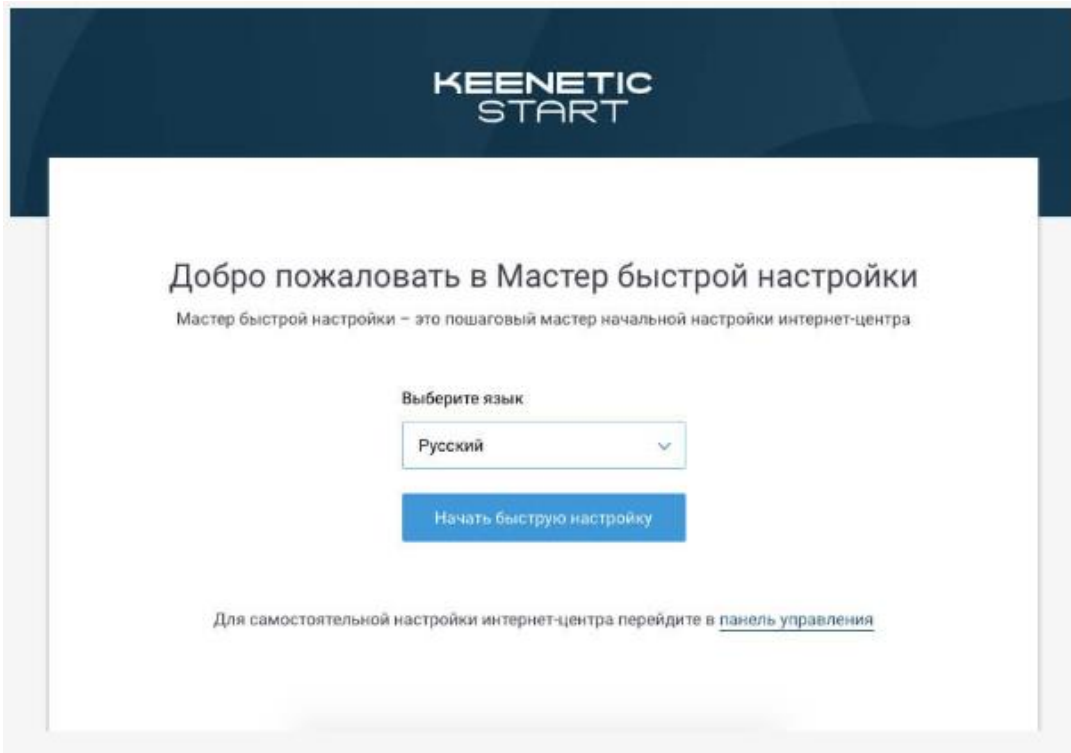 KEENETIC
START
Добро пожаловать в Мастер быстрой настройки
Мастер быстрой настройки – это пошаговый мастер начальной настройки интернет-центра
Выберите язык
Русский
Начать быструю настройку
Для самостоятельной настройки интернет-центра перейдите в панель управления